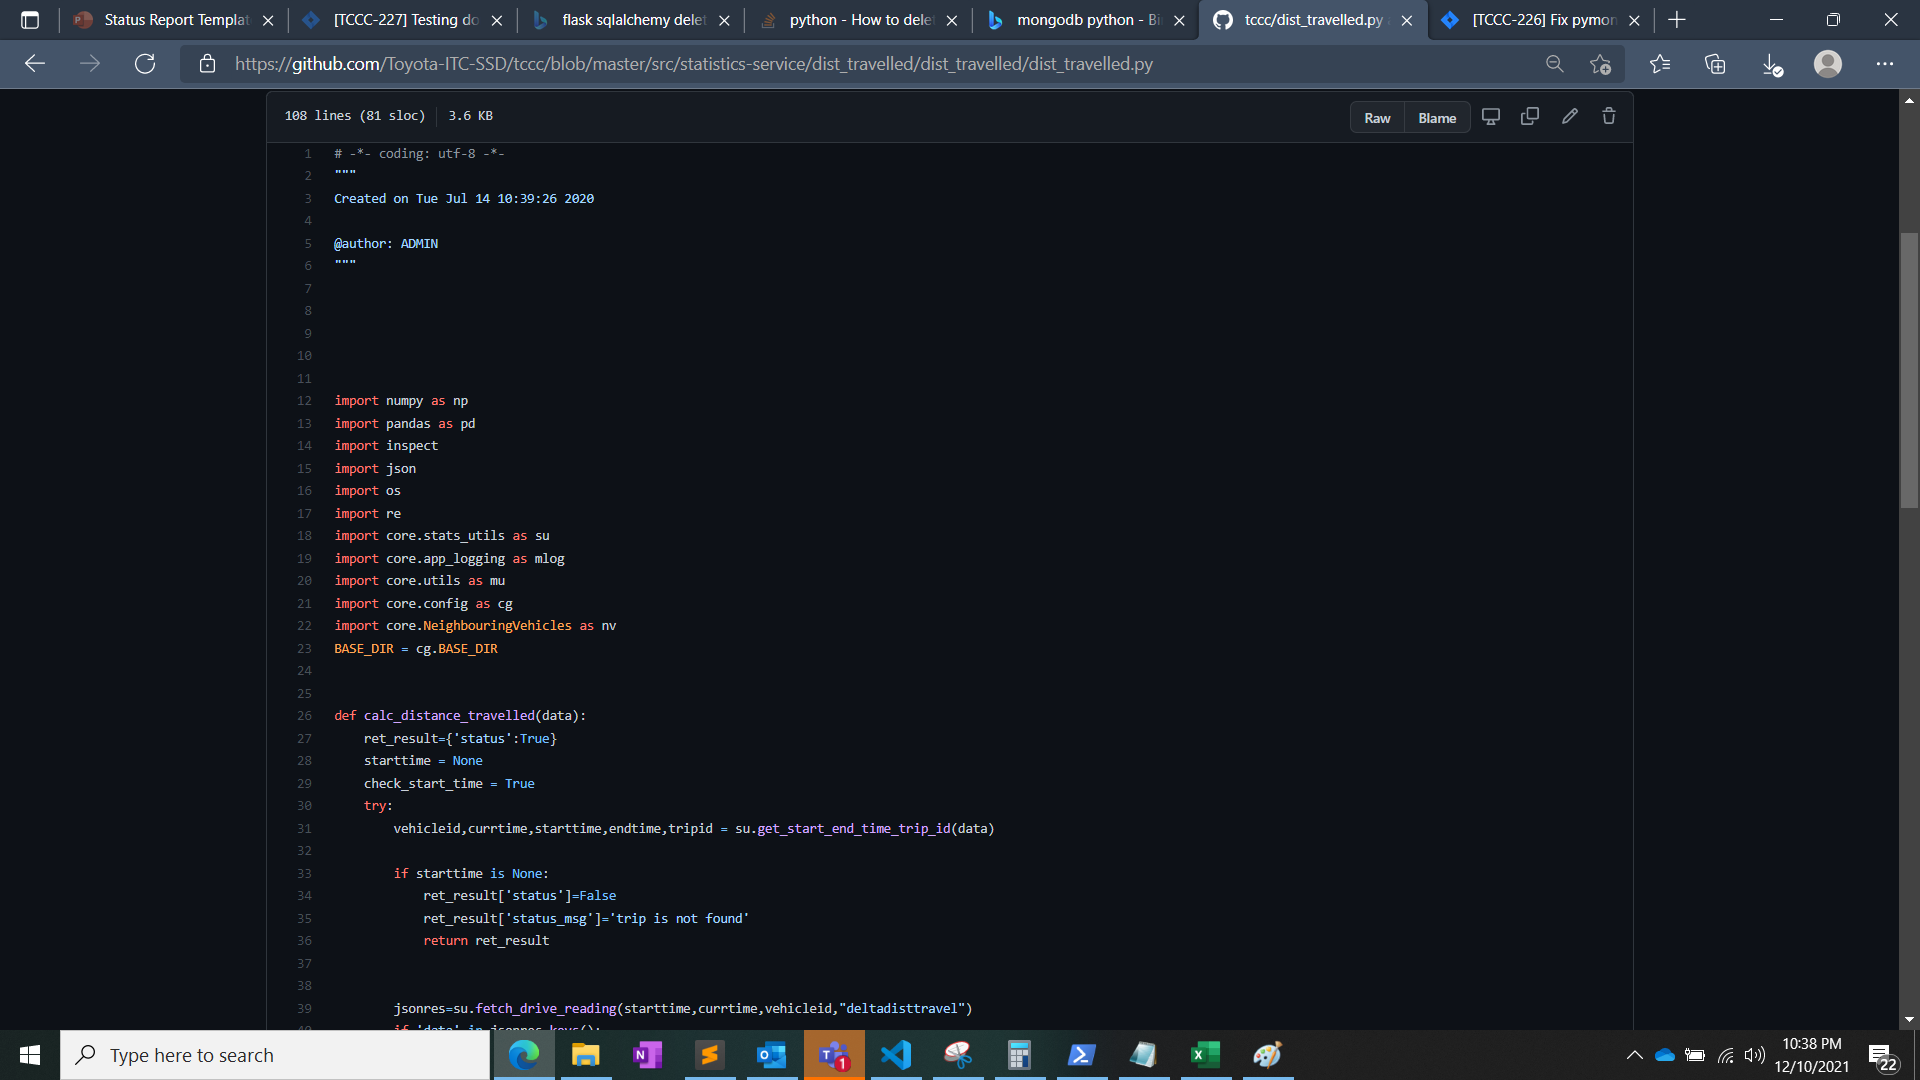 Status Report Templat
[TCCC-227] Testing do
flask sqlalchemy delet
python - How to delet
mongodb python - Bi
tccc/dist_travelled.py
[TCCC-226] Fix pymon
https://github.com/Toyota-ITC-SSD/tccc/blob/master/src/statistics-service/dist_travelled/dist_travelled/dist_travelled.py
108 lines (81 sloc) 3.6 KB
Raw Blame
1 # -*- coding: utf-8 -*-
2 """
3 Created on Tue Jul 14 10:39:26 2020
4
5 @author: ADMIN
6 """
7
8
9
10
11
12 import numpy as np
13 import pandas as pd
14 import inspect
15 import json
16 import os
17 import re
18 import core.stats_utils as su
19 import core.app_logging as mlog
20 import core.utils as mu
21 import core.config as cg
22 import core.NeighbouringVehicles as nv
23 BASE_DIR = cg.BASE_DIR
24
25
26 def calc_distance_travelled(data):
27 ret_result={'status':True}
28 starttime = None
29 check_start_time = True
30 try:
31 vehicleid,currtime,starttime,endtime,tripid = su.get_start_end_time_trip_id(data)
32
33 if starttime is None:
34 ret_result['status']=False
35 ret_result['status_msg']='trip is not found'
36 return ret_result
37
38
39 jsonres=su.fetch_drive_reading(starttime,currtime,vehicleid,"deltadisttravel")
40 if 'data' in jsonres.keys():
Type here to search
1
10:38 PM
12/10/2021
22